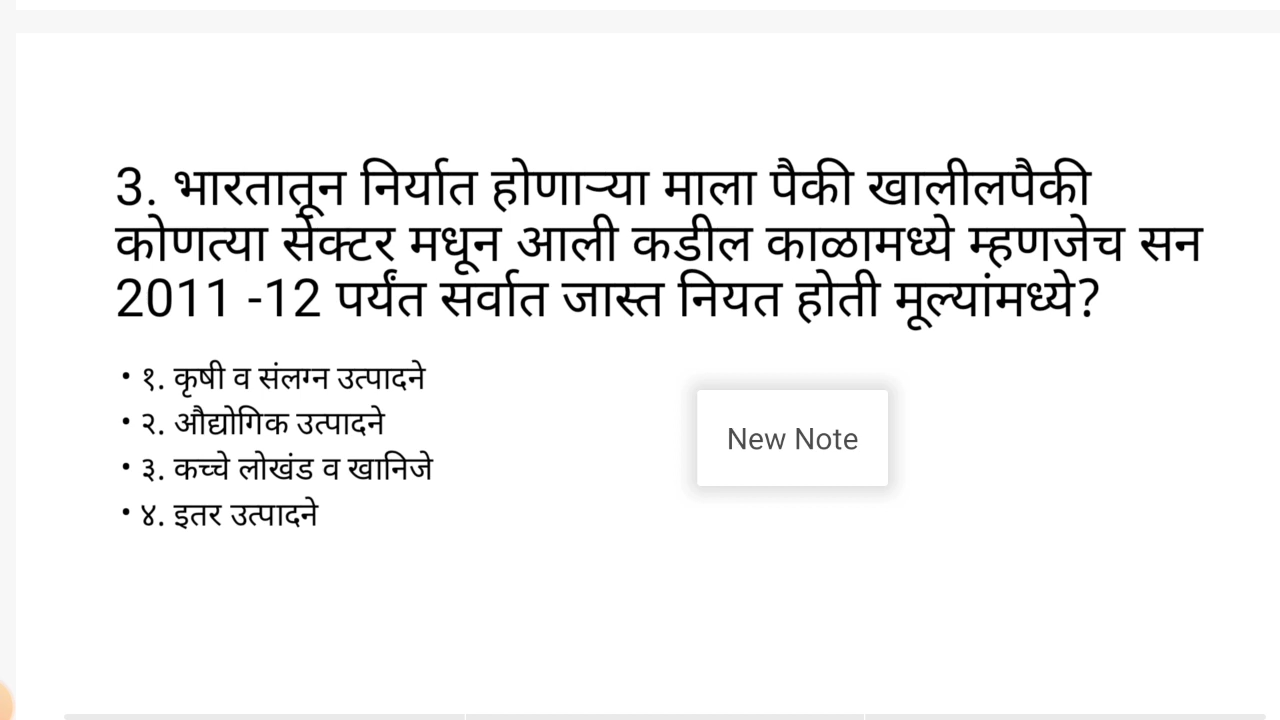 3. भारतातून निर्यात होणाऱ्या माला पैकी खालीलपैकी
कोणत्या सेक्टर मधून आली कडील काळामध्ये म्हणजेच सन
2011 -12 पर्यंत सर्वात जास्त नियत होती मूल्यांमध्ये?
• १. कृषी व संलग्न उत्पादने
• २. औद्योगिक उत्पादने
• ३. कच्चे लोखंड व खानिजे
• ४. इतर उत्पादने
New Note